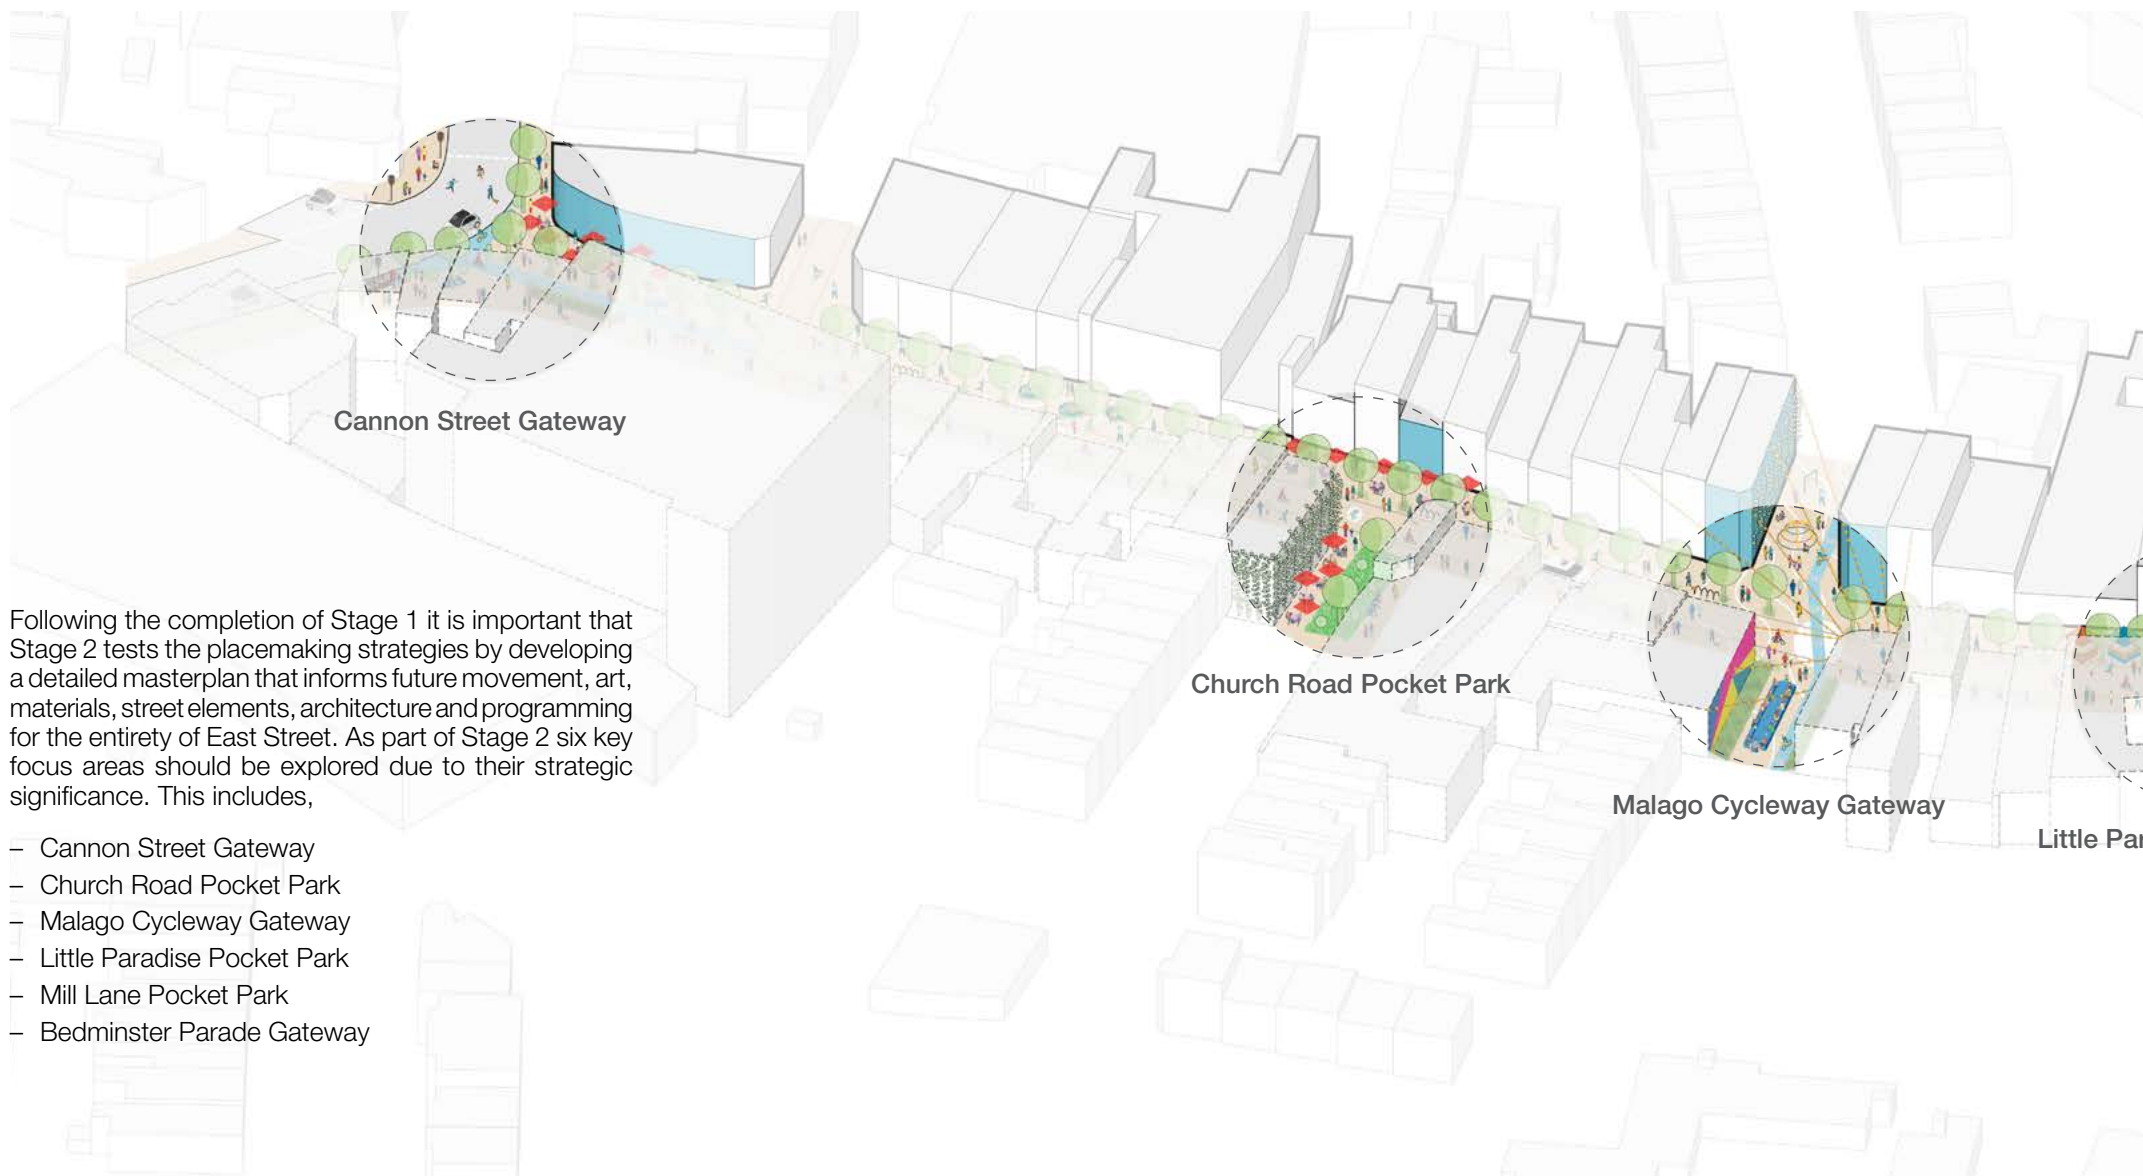 Cannon Street Gateway
Church Road Pocket Park
Malago Cycleway Gateway
Little Par
Following the completion of Stage 1 it is important that
Stage 2 tests the placemaking strategies by developing
a detailed masterplan that informs future movement, art,
materials, street elements, architecture and programming
for the entirety of East Street. As part of Stage 2 six key
focus areas should be explored due to their strategic
significance. This includes,
– Cannon Street Gateway
– Church Road Pocket Park
– Malago Cycleway Gateway
– Little Paradise Pocket Park
– Mill Lane Pocket Park
– Bedminster Parade Gateway